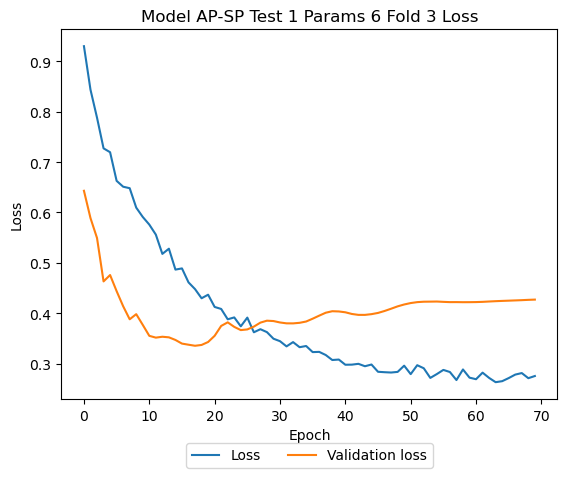 Model AP-SP Test 1 Params 6 Fold 3 Loss
0.9
0.8
0.7
0.6
0.5
0.4
0.3
Loss
0 10 20 30 40 50 60 70
Epoch
Loss Validation loss